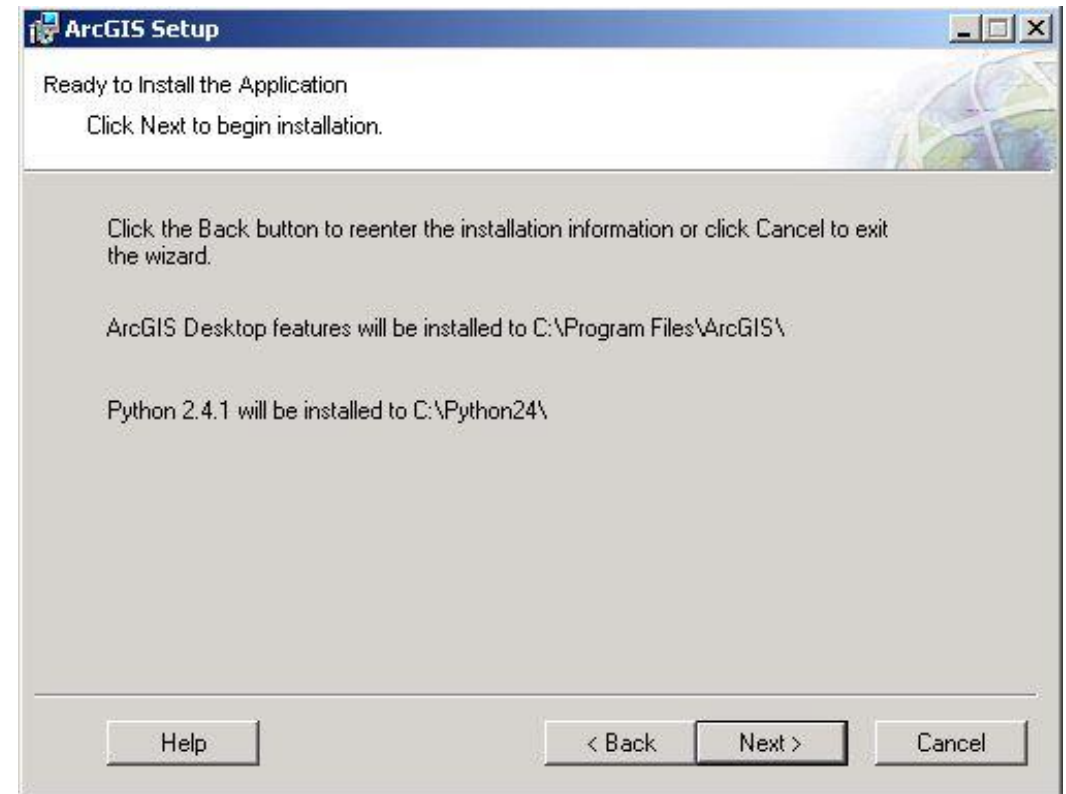 ArcGIS Setup
Ready to Install the Application
Click Next to begin installation.
Click the Back button to reenter the installation information or click Cancel to exit
the wizard.
ArcGIS Desktop features will be installed to C:\Program Files\ArcGIS\
Python 2.4.1 will be installed to C:\Python24\
Help
< Back
Next >
Cancel